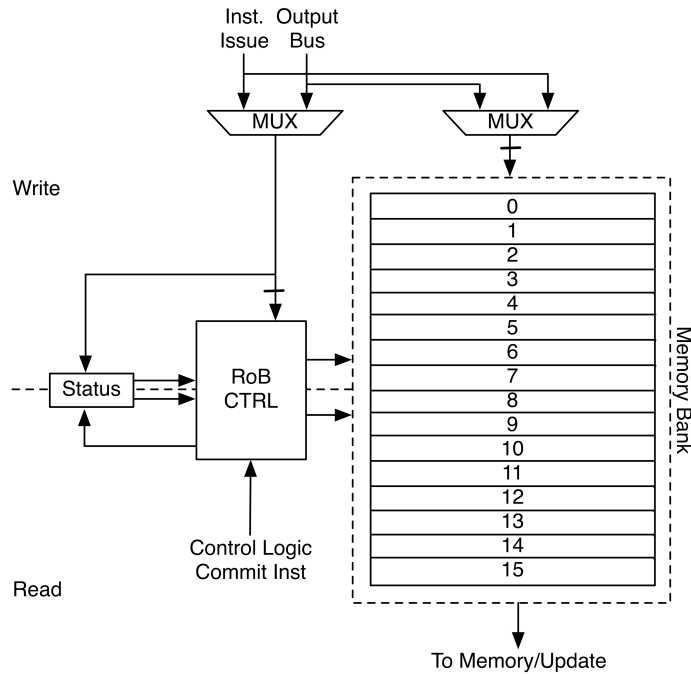 Inst. Output
Issue Bus
MUX
MUX
Write
0
1
2
3
4
5
6
7
8
9
10
11
12
13
14
15
Memory Bank
Status
RoB
CTRL
Control Logic
Commit Inst
Read
To Memory/Update